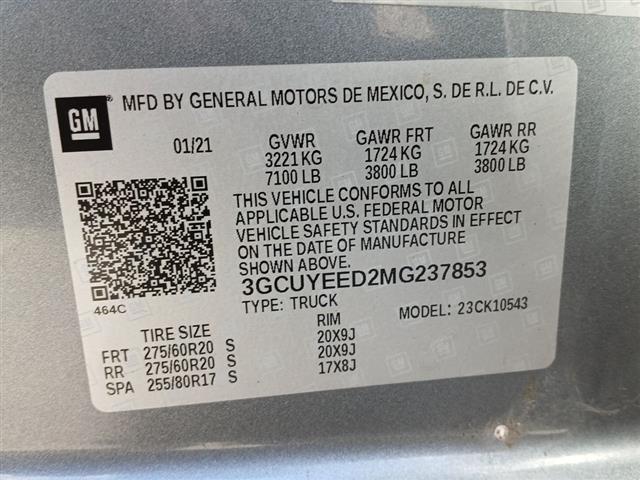 GM MFD BY GENERAL MOTORS DE MEXICO, S. DE R.L. DE C.V.
01/21 GVWR GAWR FRT GAWR RR
3221 KG 1724 KG 1724 KG
7100 LB 3800 LB 3800 LB
THIS VEHICLE CONFORMS TO ALL
APPLICABLE U.S. FEDERAL MOTOR
VEHICLE SAFETY STANDARDS IN EFFECT
ON THE DATE OF MANUFACTURE
SHOWN ABOVE.
3GCUYEED2MG237853
464C TYPE: TRUCK MODEL: 23CK10543
TIRE SIZE RIM
FRT 275/60R20 S 20X9J
RR 275/60R20 S 20X9J
SPA 255/80R17 S 17X8J